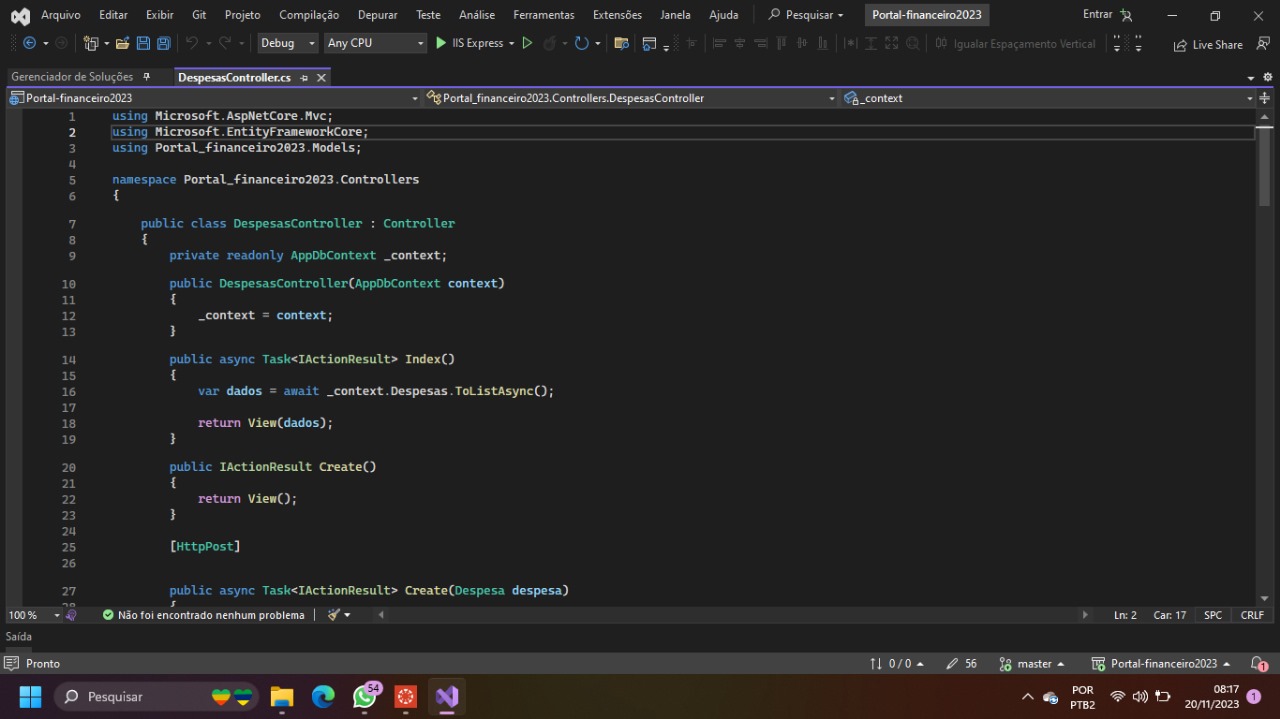 Arquivo Editar Exibir Git Projeto Compilação Depurar Teste Análise Ferramentas Extensões Janela Ajuda Pesquisar Portal-financeiro2023 Entrar
Debug Any CPU IIS Express Igualar Espaçamento Vertical Live Share
Gerenciador de Soluções DespesasController.cs
Portal-financeiro2023 Portal_financeiro2023.Controllers.DespesasController _context
1 using Microsoft.AspNetCore.Mvc;
2 using Microsoft.EntityFrameworkCore;
3 using Portal_financeiro2023.Models;
4
5 namespace Portal_financeiro2023.Controllers
6 {
7 public class DespesasController : Controller
8 {
9 private readonly AppDbContext _context;
10 public DespesasController(AppDbContext context)
11 {
12 _context = context;
13 }
14 public async Task<IActionResult> Index()
15 {
16 var dados = await _context.Despesas.ToListAsync();
17
18 return View(dados);
19 }
20 public IActionResult Create()
21 {
22 return View();
23 }
24
25 [HttpPost]
26
27 public async Task<IActionResult> Create(Despesa despesa)
28 {
100 % Não foi encontrado nenhum problema Ln: 2 Car: 17 SPC CRLF
Saída
Pronto 0 / 0 56 master Portal-financeiro2023 1
Pesquisar 54 POR 08:17
PTB2 20/11/2023 1